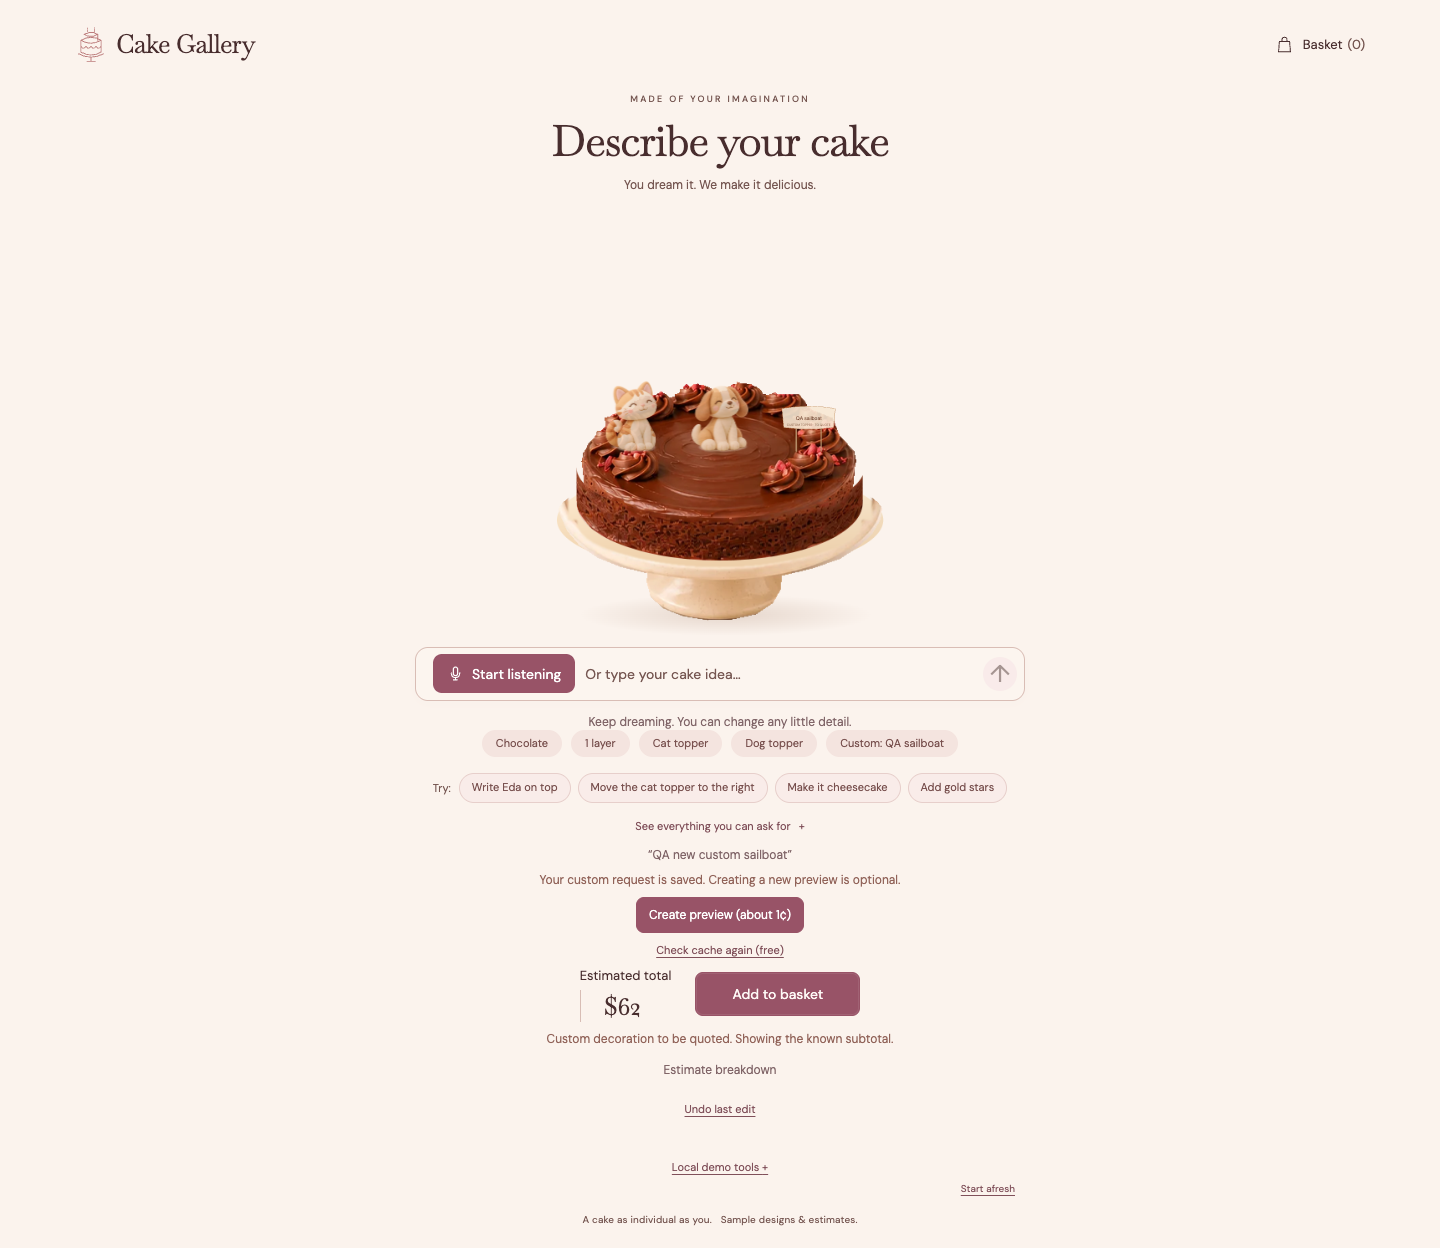 Cake Gallery
Basket (0)
MADE OF YOUR IMAGINATION
Describe your cake
You dream it. We make it delicious.
QA sailboat
Start listening
Or type your cake idea…
Keep dreaming. You can change any little detail.
Chocolate
1 layer
Cat topper
Dog topper
Custom: QA sailboat
Try:
Write Eda on top
Move the cat topper to the right
Make it cheesecake
Add gold stars
See everything you can ask for +
“QA new custom sailboat”
Your custom request is saved. Creating a new preview is optional.
Create preview (about 1¢)
Check cache again (free)
Estimated total
$62
Add to basket
Custom decoration to be quoted. Showing the known subtotal.
Estimate breakdown
Undo last edit
Local demo tools +
Start afresh
A cake as individual as you. Sample designs & estimates.